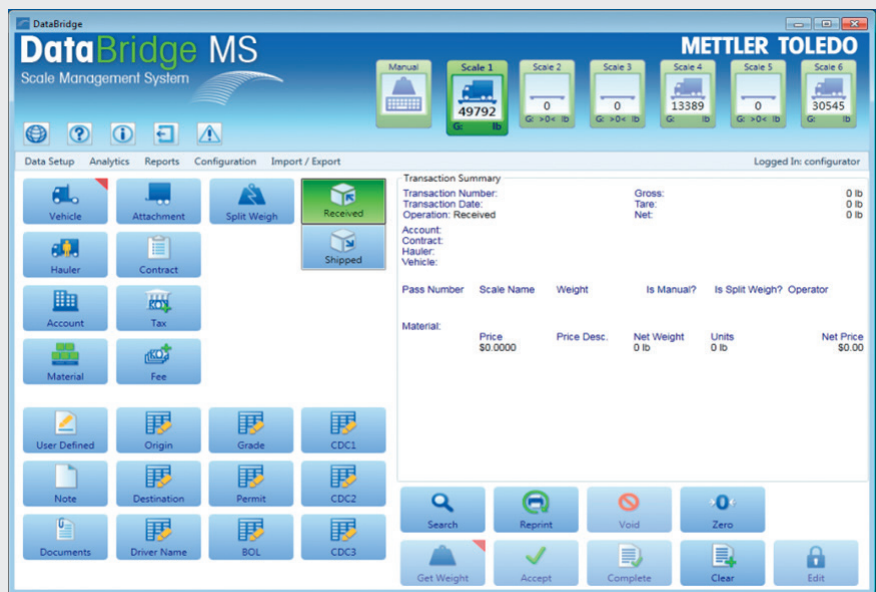 DataBridge
DataBridge MS
Scale Management System
METTLER TOLEDO
Manual Scale 1 Scale 2 Scale 3 Scale 4 Scale 5 Scale 6
49792 0 0 13389 0 30545
G: lb G: >0< lb G: >0< lb G: lb G: >0< lb G: lb
Data Setup Analytics Reports Configuration Import / Export Logged In: configurator
Vehicle Attachment Split Weigh Received
Shipped
Hauler Contract
Account Tax
Material Fee
User Defined Origin Grade CDC1
Note Destination Permit CDC2
Documents Driver Name BOL CDC3
Transaction Summary
Transaction Number: Gross: 0 lb
Transaction Date: Tare: 0 lb
Operation: Received Net: 0 lb
Account:
Contract:
Hauler:
Vehicle:
Pass Number Scale Name Weight Is Manual? Is Split Weigh? Operator
Material:
Price Price Desc. Net Weight Units Net Price
$0.0000 0 lb 0 lb $0.00
Search Reprint Void Zero
Get Weight Accept Complete Clear Edit